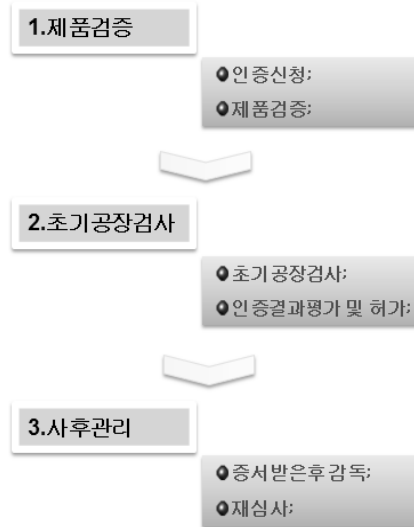 1.제품검증
인증신청;
제품검증;
2.초기공장검사
초기공장검사;
인증결과평가 및 허가;
3.사후관리
증서받은후 감독;
재심사;